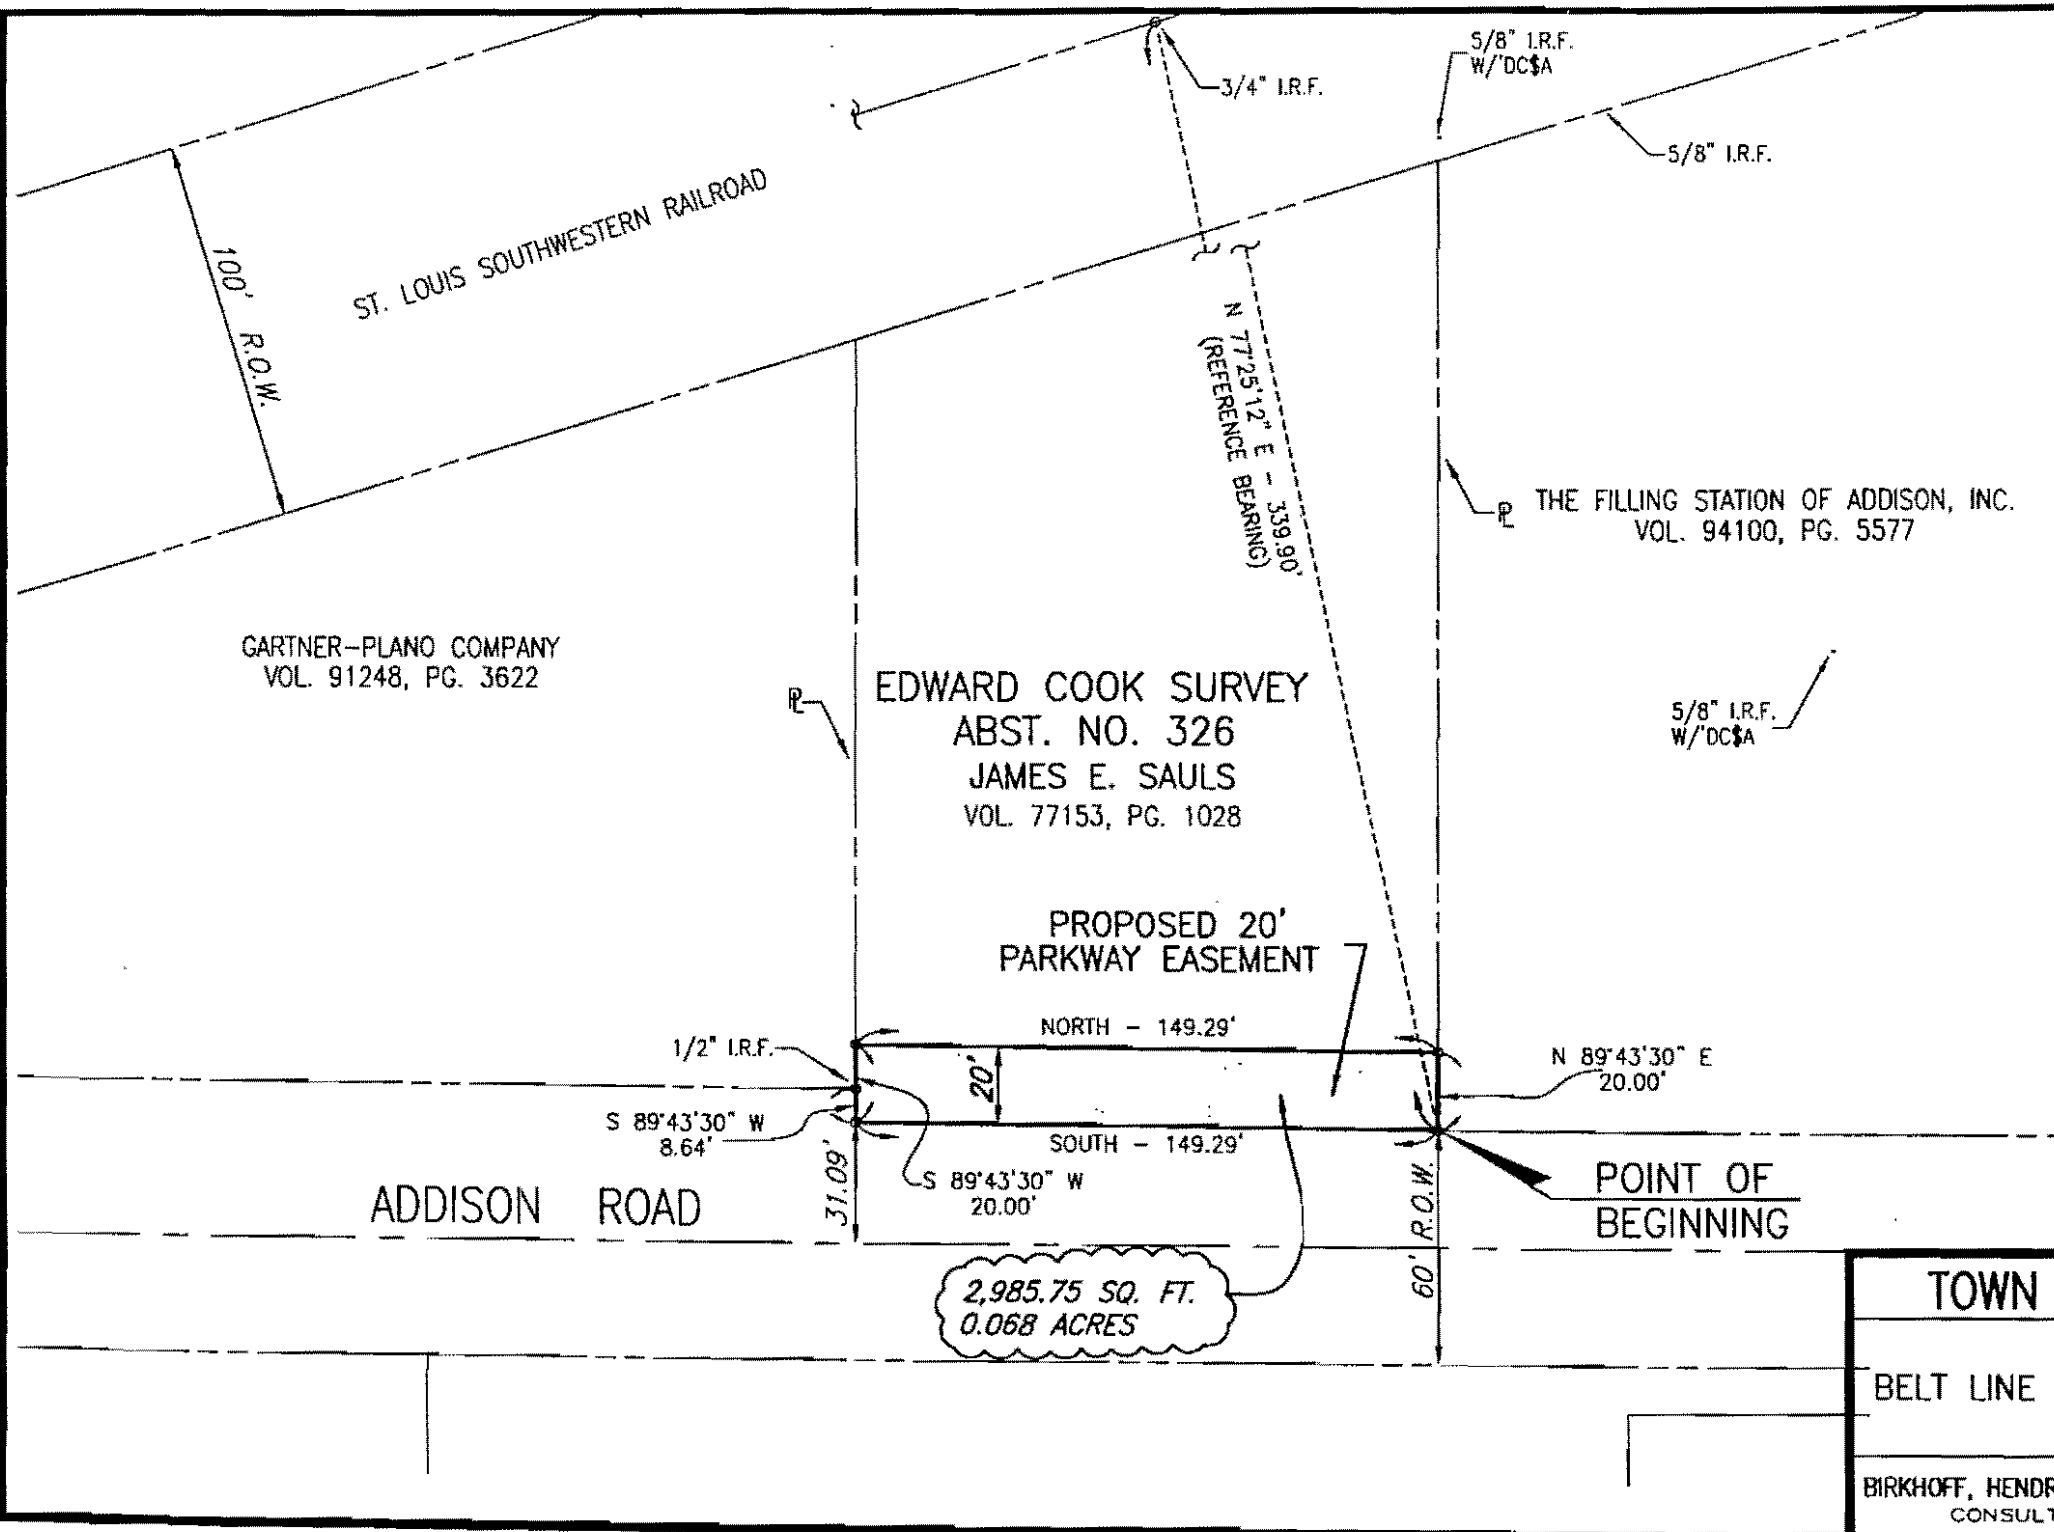 5/8" I.R.F.
W/"DC$A
3/4" I.R.F.
5/8" I.R.F.
ST. LOUIS SOUTHWESTERN RAILROAD
100' R.O.W.
N 77°25'12" E - 339.90'
(REFERENCE BEARING)
THE FILLING STATION OF ADDISON, INC.
VOL. 94100, PG. 5577
GARTNER-PLANO COMPANY
VOL. 91248, PG. 3622
EDWARD COOK SURVEY
ABST. NO. 326
JAMES E. SAULS
VOL. 77153, PG. 1028
5/8" I.R.F.
W/"DC$A
PROPOSED 20'
PARKWAY EASEMENT
NORTH - 149.29'
1/2" I.R.F.
20'
N 89°43'30" E
20.00'
S 89°43'30" W
8.64'
SOUTH - 149.29'
S 89°43'30" W
20.00'
31.09'
ADDISON ROAD
60' R.O.W.
POINT OF
BEGINNING
2,985.75 SQ. FT.
0.068 ACRES
TOWN
BELT LINE
BIRKHOFF, HENDR
CONSULT